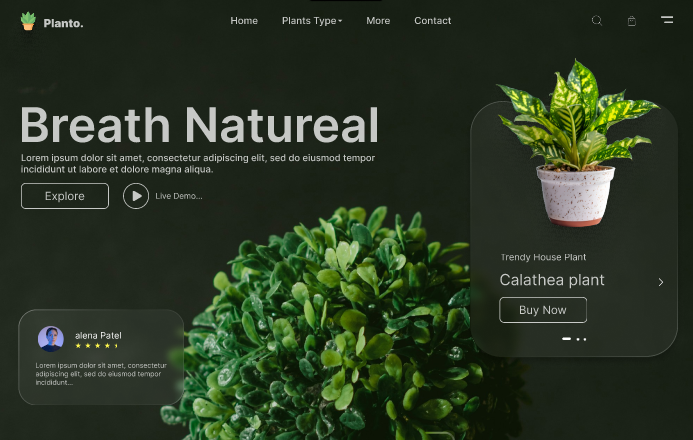 Planto.
Home
Plants Type
More
Contact
Breath Natureal
Lorem ipsum dolor sit amet, consectetur adipiscing elit, sed do eiusmod tempor
incididunt ut labore et dolore magna aliqua.
Explore
Live Demo...
Trendy House Plant
Calathea plant
Buy Now
alena Patel
Lorem ipsum dolor sit amet, consectetur
adipiscing elit, sed do eiusmod tempor
incididunt...